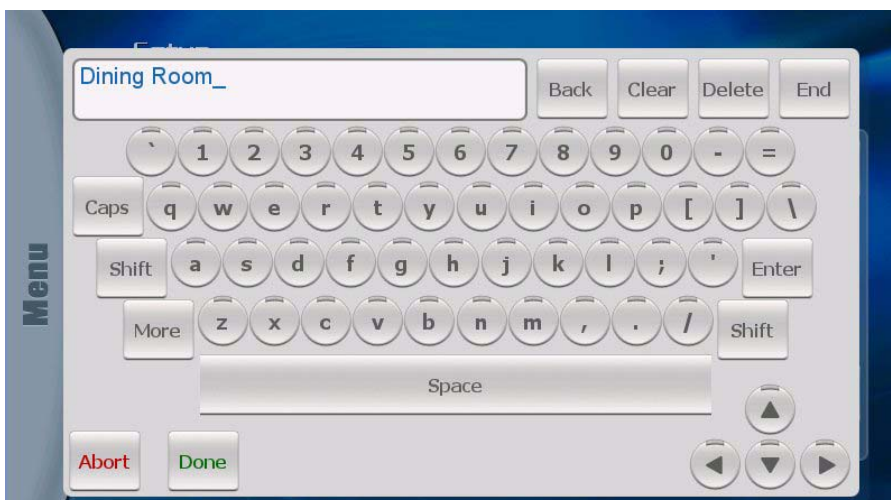 Setup
Dining Room_
Back Clear Delete End
` 1 2 3 4 5 6 7 8 9 0 - =
Caps q w e r t y u i o p [ ] \
Shift a s d f g h j k l ; ' Enter
More z x c v b n m , . / Shift
Space
Abort Done
Menu